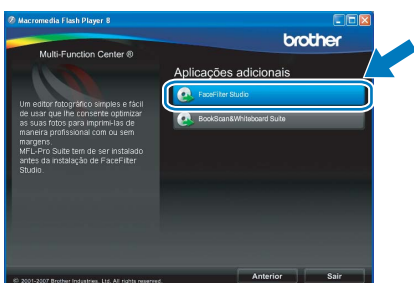 Macromedia Flash Player 8
brother
Multi-Function Center ®
Aplicações adicionais
FaceFilter Studio
BookScan&Whiteboard Suite
Um editor fotográfico simples e fácil
de usar que lhe consente optimizar
as suas fotos para imprimi-las de
maneira profissional com ou sem
margens.
MFL-Pro Suite tem de ser instalado
antes da instalação de FaceFilter
Studio.
© 2001-2007 Brother Industries, Ltd. All rights reserved.
Anterior
Sair